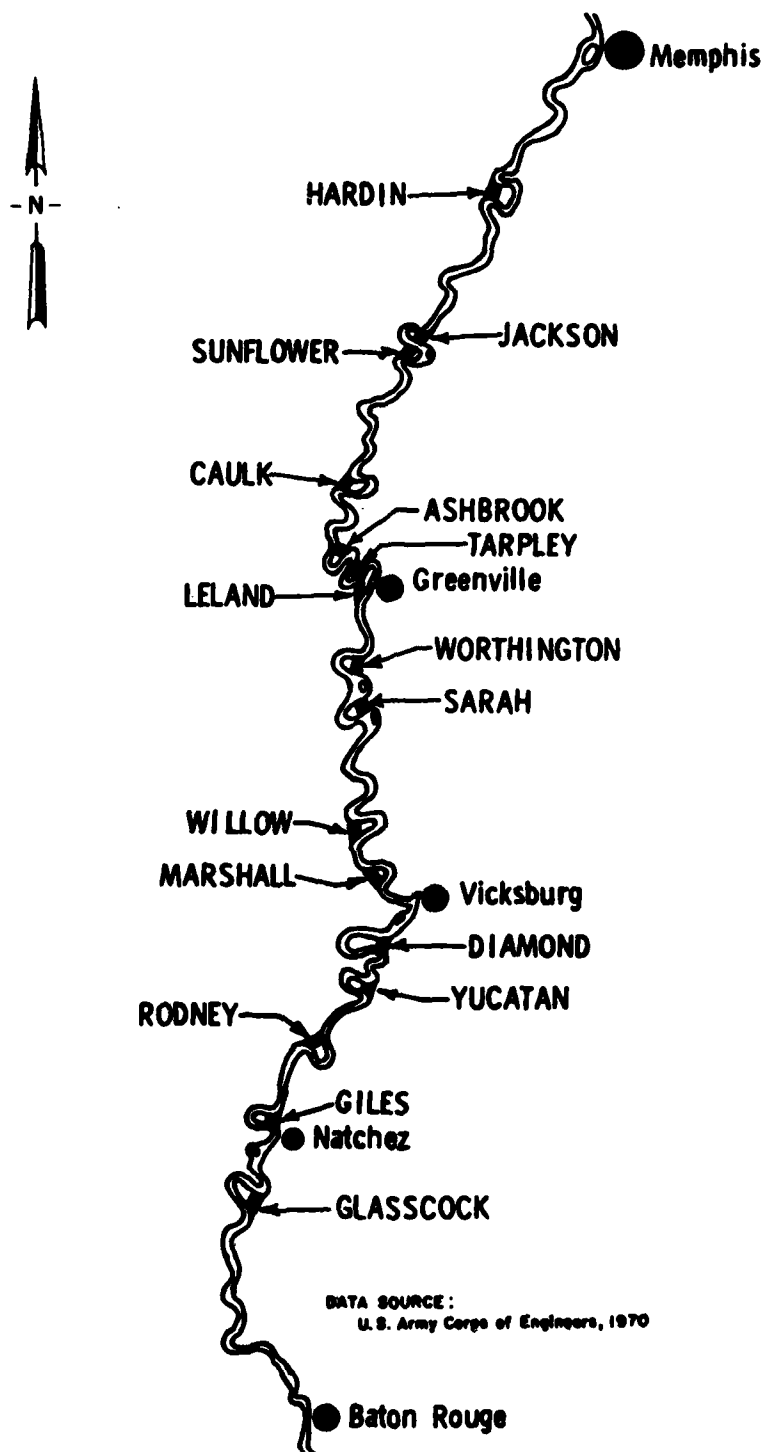 Memphis
- N -
HARDIN
JACKSON
SUNFLOWER
CAULK
ASHBROOK
TARPLEY
Greenville
LELAND
WORTHINGTON
SARAH
WILLOW
MARSHALL
Vicksburg
DIAMOND
YUCATAN
RODNEY
GILES
Natchez
GLASSCOCK
DATA SOURCE:
U.S. Army Corps of Engineers, 1970
Baton Rouge